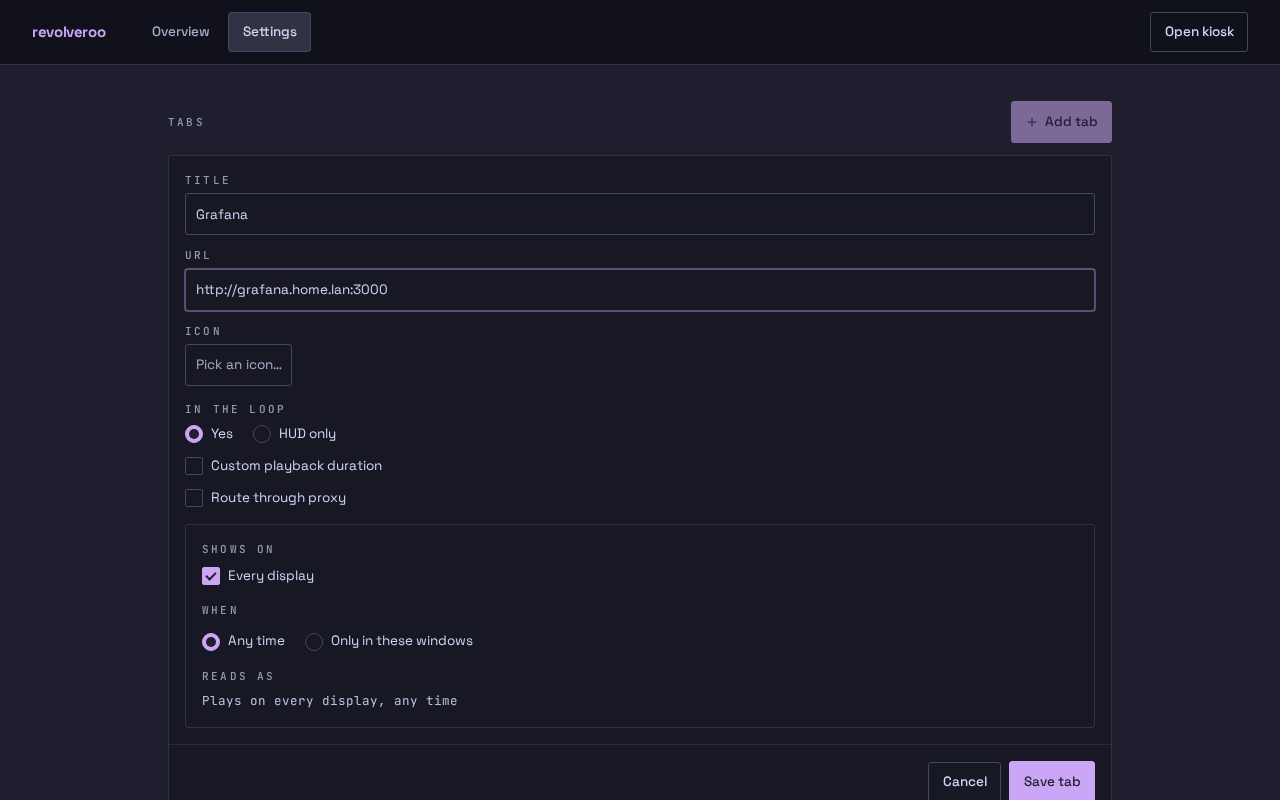 revolveroo Overview Settings Open kiosk
TABS + Add tab
TITLE
Grafana
URL
http://grafana.home.lan:3000
ICON
Pick an icon…
IN THE LOOP
Yes HUD only
Custom playback duration
Route through proxy
SHOWS ON
Every display
WHEN
Any time Only in these windows
READS AS
Plays on every display, any time
Cancel Save tab